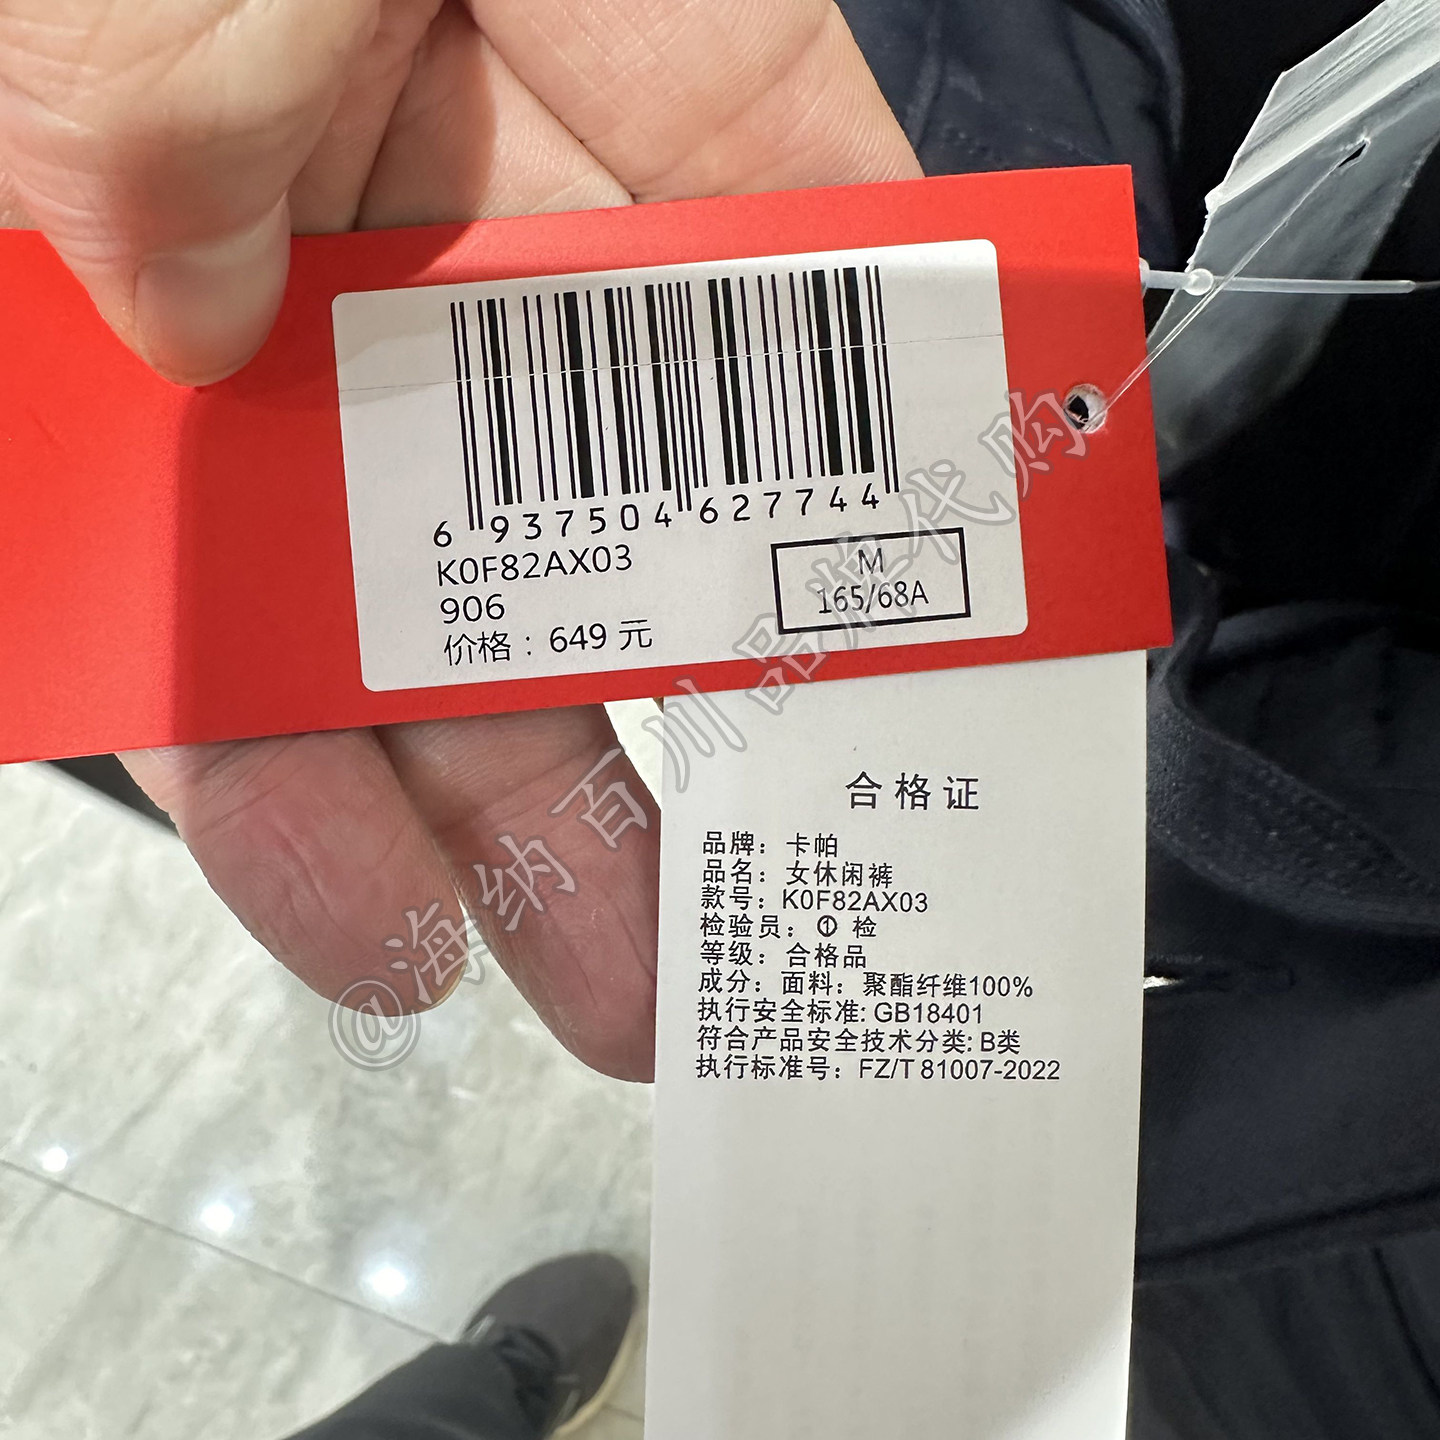 6 937504 627744
K0F82AX03
906
价格：649 元
M
165/68A
合格证
品牌：卡帕
品名：女休闲裤
款号：K0F82AX03
检验员：① 检
等级：合格品
成分：面料：聚酯纤维100%
执行安全标准: GB18401
符合产品安全技术分类: B类
执行标准号：FZ/T 81007-2022
@海纳百川品牌代购